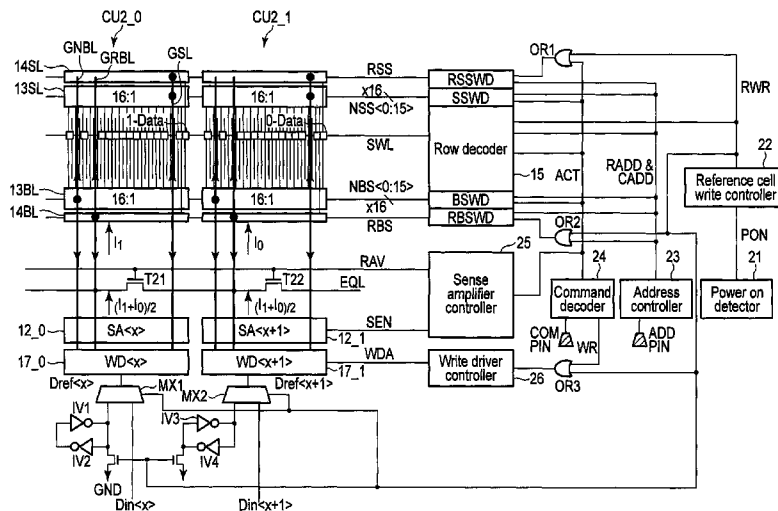 CU2_0 CU2_1
GNBL GRBL GSL OR1
14SL RSS RSSWD
13SL 16:1 16:1 x16 NSS<0:15> SSWD RWR
1-Data 0-Data SWL Row decoder 22
15 ACT RADD & CADD Reference cell write controller
13BL 16:1 16:1 NBS<0:15> BSWD
14BL x16 RBS RBSWD OR2 PON
I1 I0 25 24 23 21
T21 T22 RAV EQL Sense amplifier controller Command decoder Address controller Power on detector
(I1+I0)/2 (I1+I0)/2
12_0 SA<x> SA<x+1> 12_1 SEN COM PIN WR ADD PIN
17_0 WD<x> WD<x+1> 17_1 WDA Write driver controller 26 OR3
Dref<x> MX1 MX2 Dref<x+1>
IV1 IV3
IV2 IV4
GND Din<x> Din<x+1>